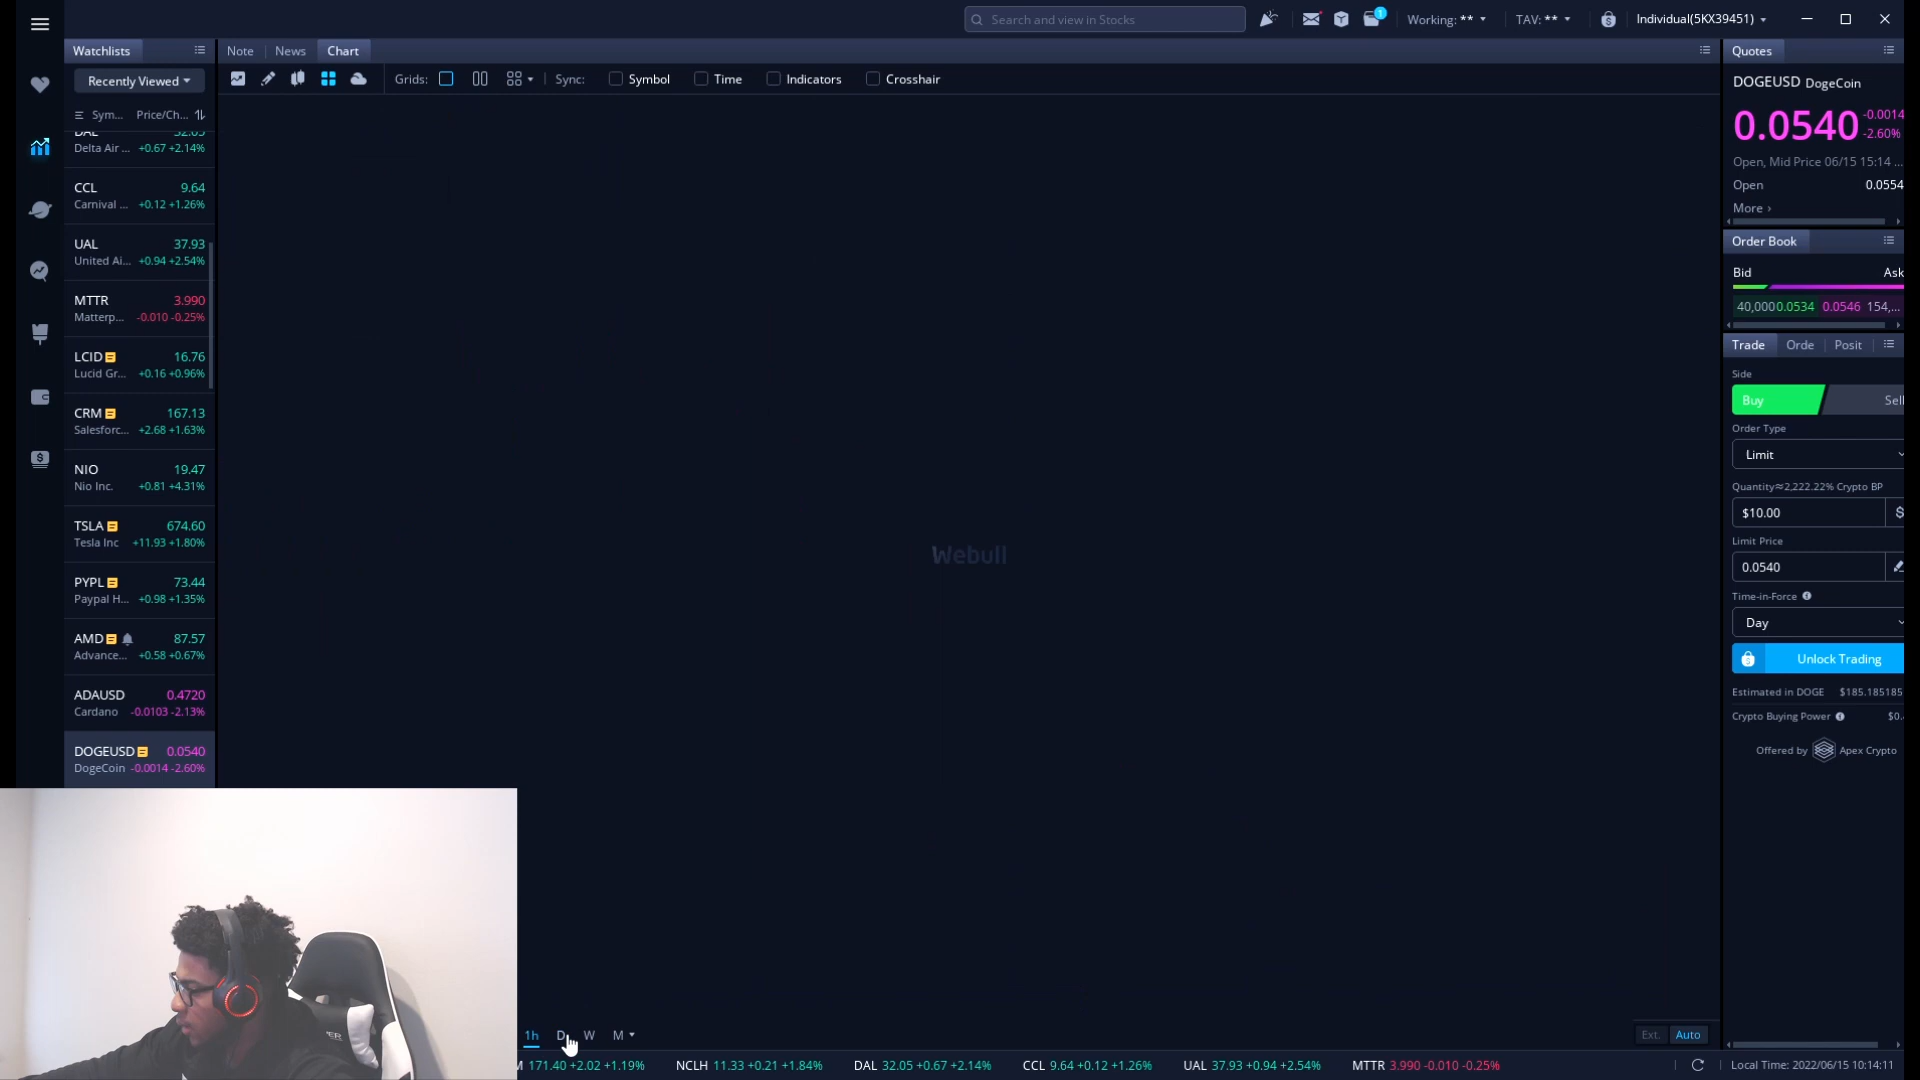 Search and view in Stocks
1
Working: **
TAV: **
Individual(5KX39451)
Watchlists
Note
News
Chart
Quotes
Recently Viewed
Grids:
Sync:
Symbol
Time
Indicators
Crosshair
Sym...
Price/Ch...
DAL 32.05
Delta Air ... +0.67 +2.14%
CCL 9.64
Carnival ... +0.12 +1.26%
UAL 37.93
United Ai... +0.94 +2.54%
MTTR 3.990
Matterp... -0.010 -0.25%
LCID 16.76
Lucid Gr... +0.16 +0.96%
CRM 167.13
Salesforc... +2.68 +1.63%
NIO 19.47
Nio Inc. +0.81 +4.31%
TSLA 674.60
Tesla Inc +11.93 +1.80%
PYPL 73.44
Paypal H... +0.98 +1.35%
AMD 87.57
Advance... +0.58 +0.67%
ADAUSD 0.4720
Cardano -0.0103 -2.13%
DOGEUSD 0.0540
DogeCoin -0.0014 -2.60%
Webull
1h D W M
Ext. Auto
M 171.40 +2.02 +1.19% NCLH 11.33 +0.21 +1.84% DAL 32.05 +0.67 +2.14% CCL 9.64 +0.12 +1.26% UAL 37.93 +0.94 +2.54% MTTR 3.990 -0.010 -0.25%
Local Time: 2022/06/15 10:14:11
DOGEUSD DogeCoin
0.0540
-0.0014
-2.60%
Open, Mid Price 06/15 15:14 ...
Open 0.0554
More ›
Order Book
Bid Ask
40,000 0.0534 0.0546 154,...
Trade Orde Posit
Side
Buy Sell
Order Type
Limit
Quantity≈2,222.22% Crypto BP
$10.00 $
Limit Price
0.0540
Time-in-Force
Day
Unlock Trading
Estimated in DOGE $185.185185
Crypto Buying Power $0.
Offered by Apex Crypto